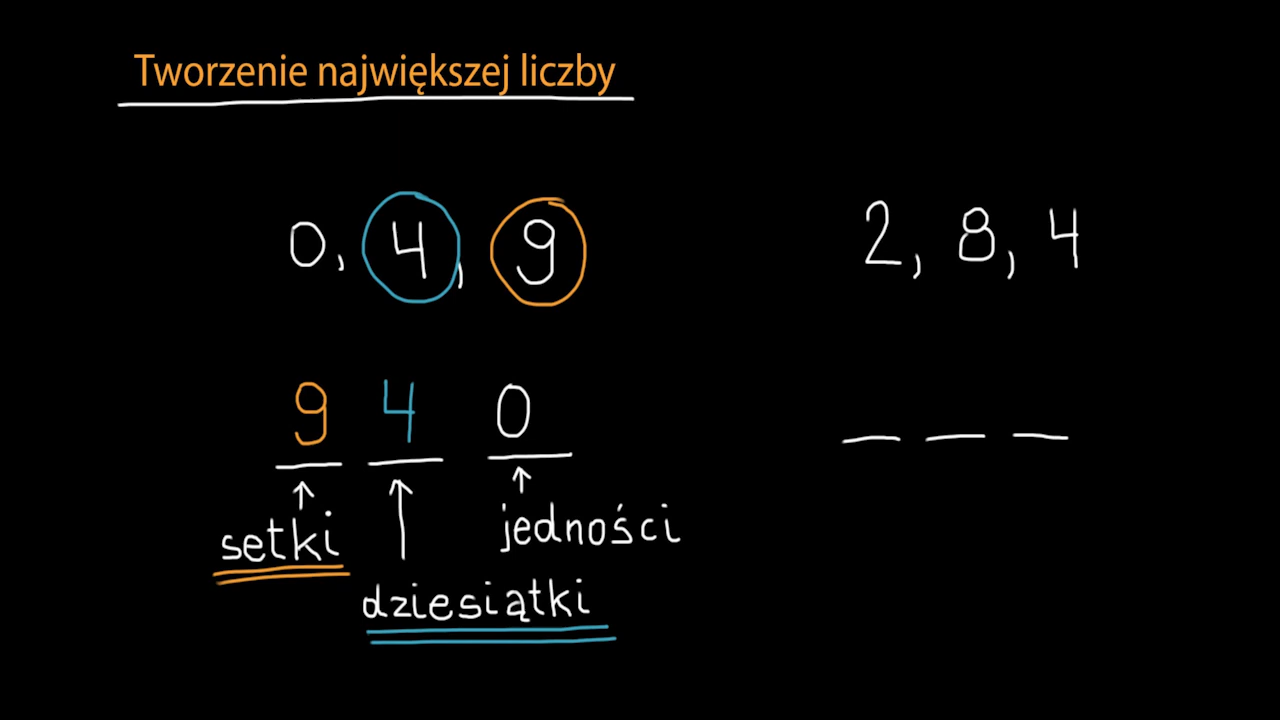 Tworzenie największej liczby
0, 4, 9
2, 8, 4
9 4 0
setki
jedności
dziesiątki